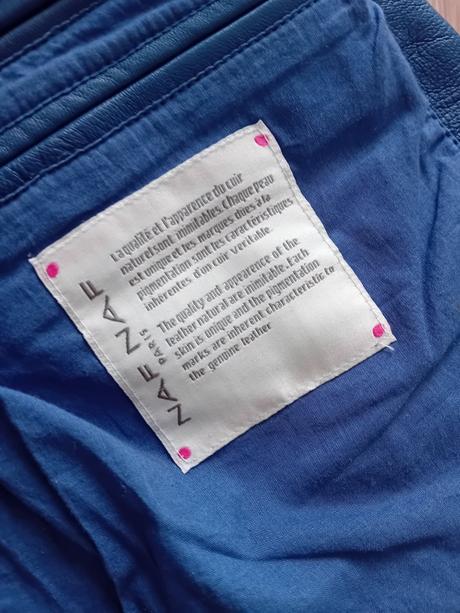 NAF NAF
PARIS
La qualité et l'apparence du cuir
naturel sont inimitables. Chaque peau
est unique et les marques dues à la
pigmentation sont les caractéristiques
inhérentes d'un cuir véritable.
The quality and appearance of the
leather natural are inimitable. Each
skin is unique and the pigmentation
marks are inherent characteristic to
the genuine leather